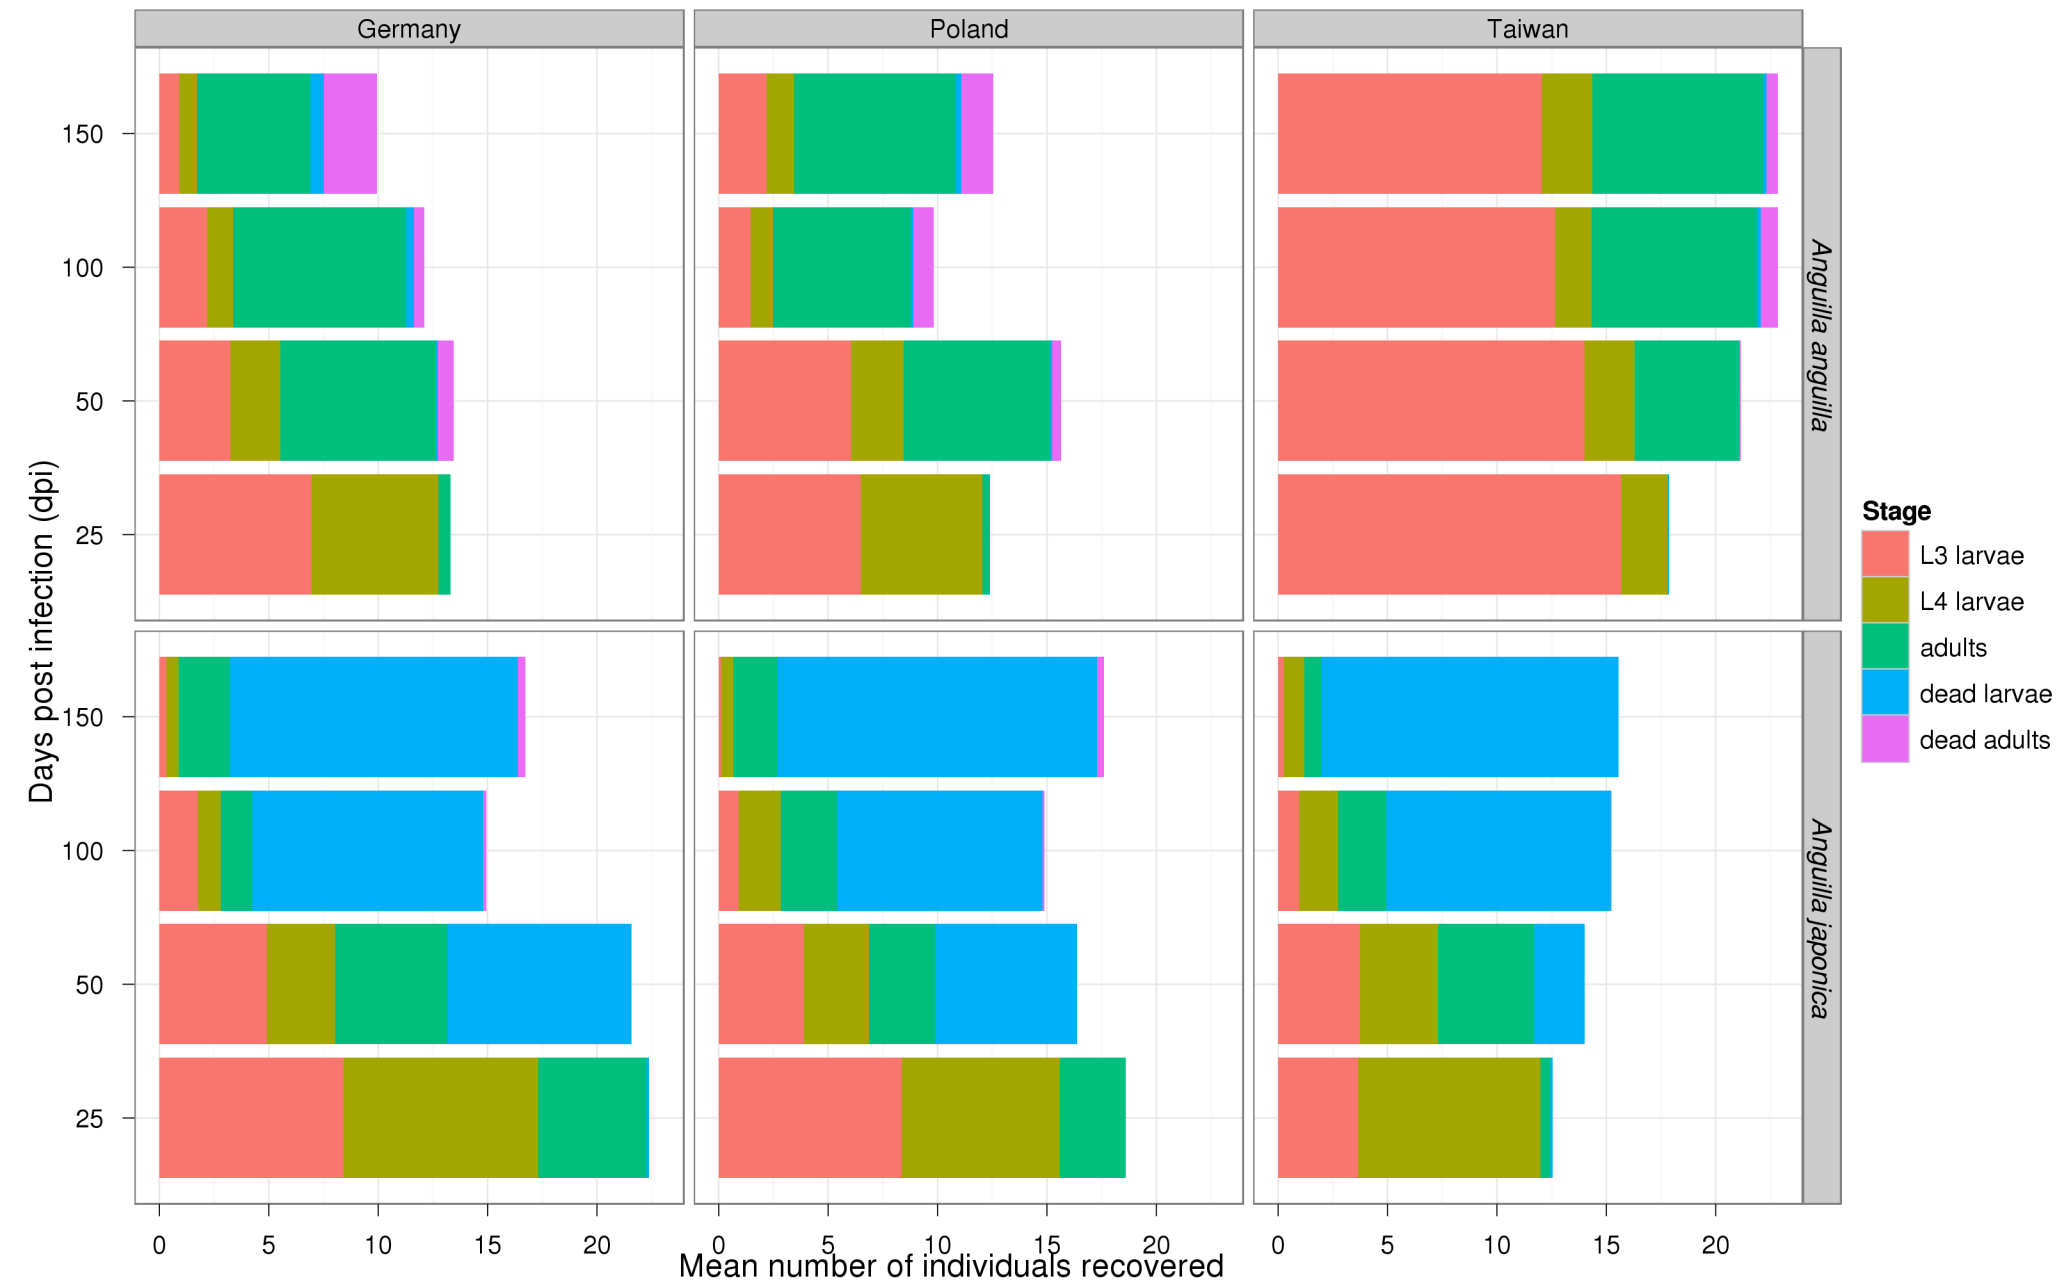 Germany
Poland
Taiwan
150
100
50
25
Anguilla anguilla
150
100
50
25
Anguilla japonica
Days post infection (dpi)
0 5 10 15 20
0 5 10 15 20
0 5 10 15 20
Mean number of individuals recovered
Stage
L3 larvae
L4 larvae
adults
dead larvae
dead adults